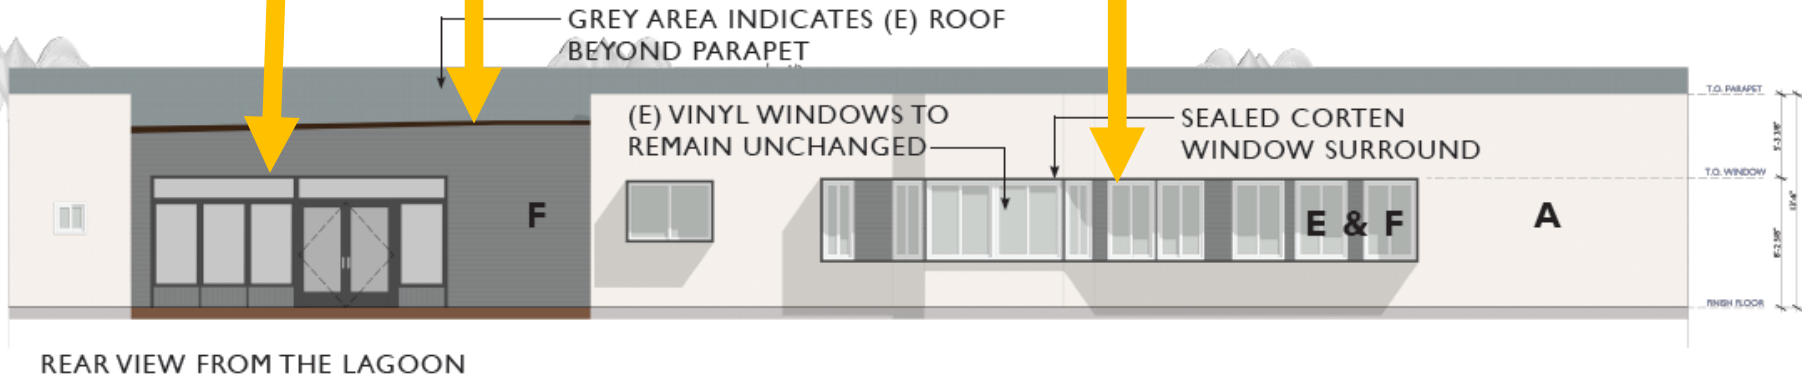 GREY AREA INDICATES (E) ROOF
BEYOND PARAPET
T.O. PARAPET
(E) VINYL WINDOWS TO
REMAIN UNCHANGED
SEALED CORTEN
WINDOW SURROUND
T.O. WINDOW
F
E & F
A
FINISH FLOOR
REAR VIEW FROM THE LAGOON